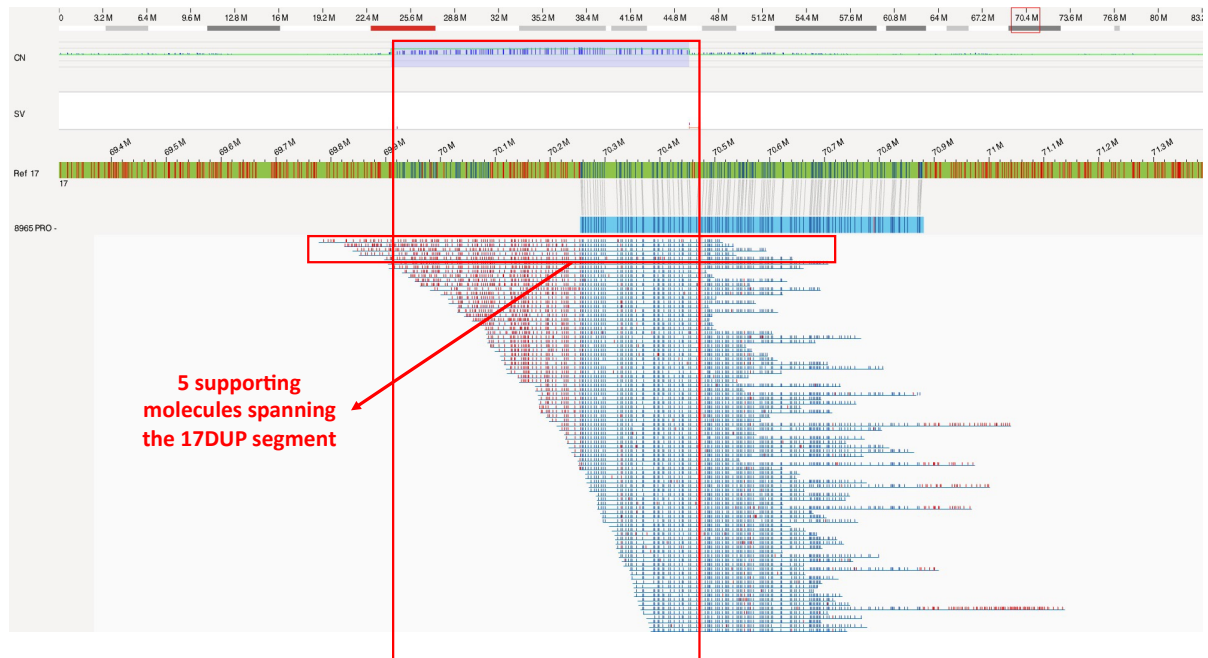 0 3.2 M 6.4 M 9.6 M 12.8 M 16 M 19.2 M 22.4 M 25.6 M 28.8 M 32 M 35.2 M 38.4 M 41.6 M 44.8 M 48 M 51.2 M 54.4 M 57.6 M 60.8 M 64 M 67.2 M 70.4 M 73.6 M 76.8 M 80 M 83.2
CN
SV
69.4 M 69.5 M 69.6 M 69.7 M 69.8 M 69.9 M 70 M 70.1 M 70.2 M 70.3 M 70.4 M 70.5 M 70.6 M 70.7 M 70.8 M 70.9 M 71 M 71.1 M 71.2 M 71.3 M
Ref 17
17
8965 PRO -
5 supporting
molecules spanning
the 17DUP segment